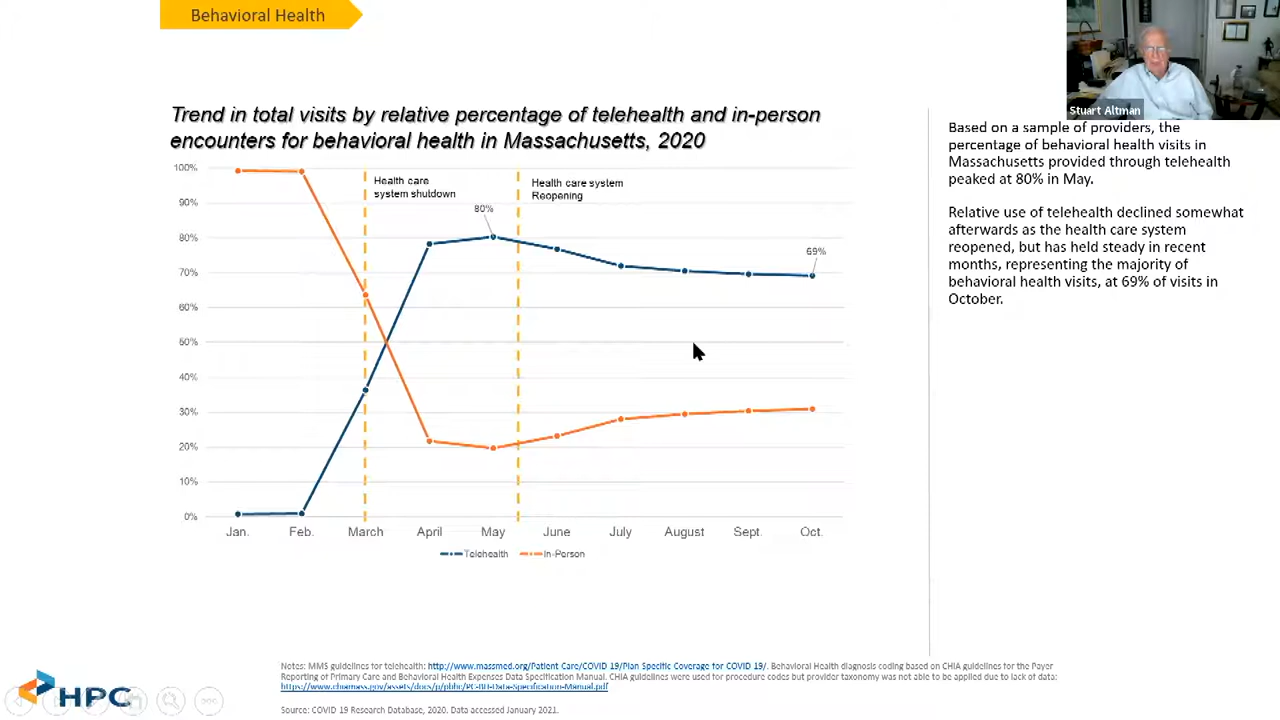 Behavioral Health
Stuart Altman
Trend in total visits by relative percentage of telehealth and in-person
encounters for behavioral health in Massachusetts, 2020
100%
90%
80%
70%
60%
50%
40%
30%
20%
10%
0%
Health care
system shutdown
Health care system
Reopening
80%
69%
Jan.
Feb.
March
April
May
June
July
August
Sept.
Oct.
Telehealth
In-Person
Based on a sample of providers, the
percentage of behavioral health visits in
Massachusetts provided through telehealth
peaked at 80% in May.
Relative use of telehealth declined somewhat
afterwards as the health care system
reopened, but has held steady in recent
months, representing the majority of
behavioral health visits, at 69% of visits in
October.
Notes: MMS guidelines for telehealth: http://www.massmed.org/Patient Care/COVID 19/Plan Specific Coverage for COVID 19/. Behavioral Health diagnosis coding based on CHIA guidelines for the Payer
Reporting of Primary Care and Behavioral Health Expenses Data Specification Manual. CHIA guidelines were used for procedure codes but provider taxonomy was not able to be applied due to lack of data:
https://www.chiamass.gov/assets/docs/p/pbhc/PC-BH-Data-Specification-Manual.pdf
Source: COVID 19 Research Database, 2020. Data accessed January 2021.
HPC